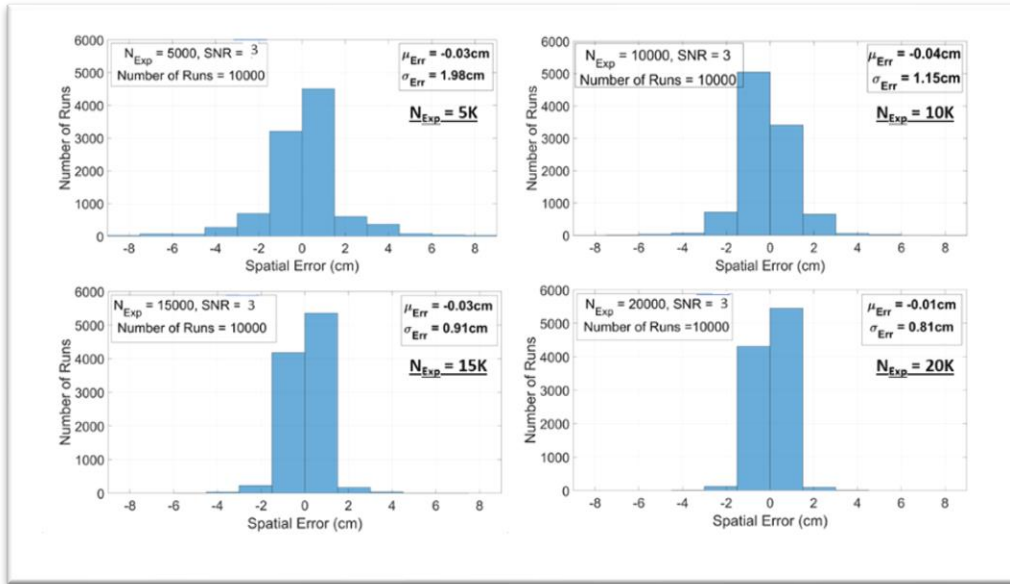 6000
5000
4000
3000
2000
1000
0
Number of Runs
N_Exp = 5000, SNR = 3
Number of Runs = 10000
μ_Err = -0.03cm
σ_Err = 1.98cm
N_Exp = 5K
-8 -6 -4 -2 0 2 4 6 8
Spatial Error (cm)
6000
5000
4000
3000
2000
1000
0
Number of Runs
N_Exp = 10000, SNR = 3
Number of Runs = 10000
μ_Err = -0.04cm
σ_Err = 1.15cm
N_Exp = 10K
-8 -6 -4 -2 0 2 4 6 8
Spatial Error (cm)
6000
5000
4000
3000
2000
1000
0
Number of Runs
N_Exp = 15000, SNR = 3
Number of Runs = 10000
μ_Err = -0.03cm
σ_Err = 0.91cm
N_Exp = 15K
-8 -6 -4 -2 0 2 4 6 8
Spatial Error (cm)
6000
5000
4000
3000
2000
1000
0
Number of Runs
N_Exp = 20000, SNR = 3
Number of Runs =10000
μ_Err = -0.01cm
σ_Err = 0.81cm
N_Exp = 20K
-8 -6 -4 -2 0 2 4 6 8
Spatial Error (cm)